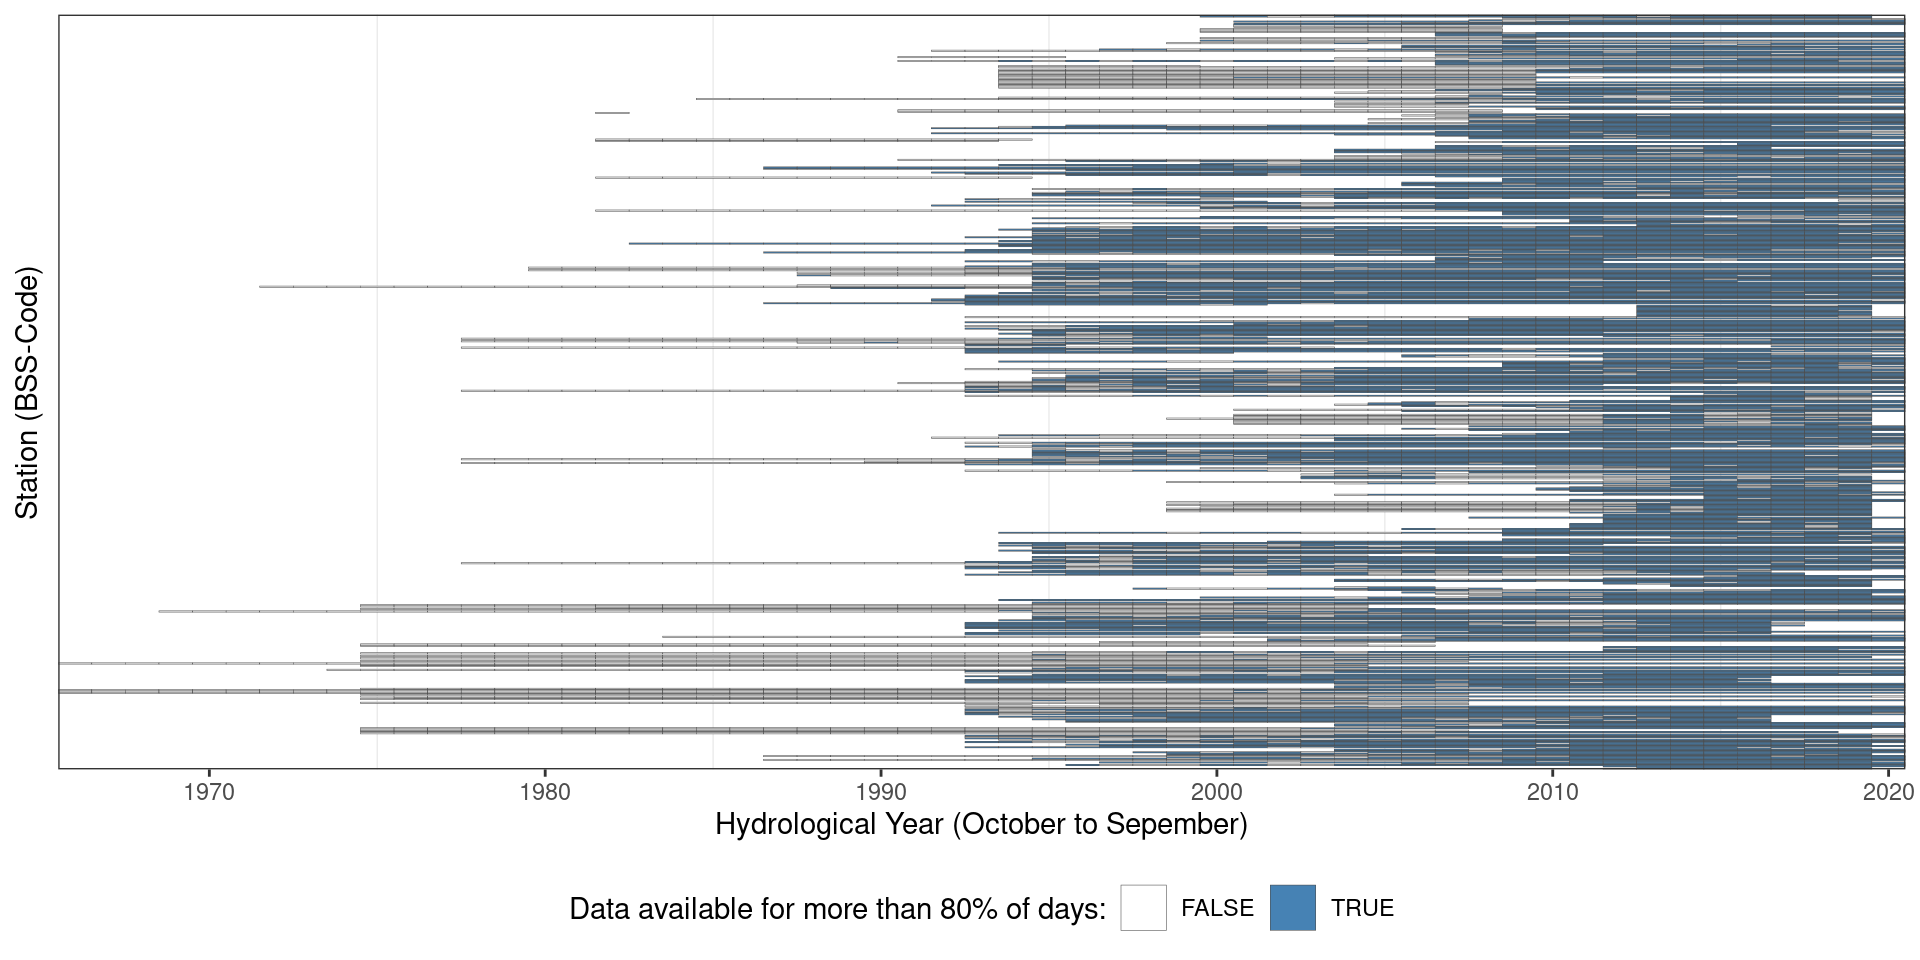 Station (BSS-Code)
1970 1980 1990 2000 2010 2020
Hydrological Year (October to Sepember)
Data available for more than 80% of days: FALSE TRUE